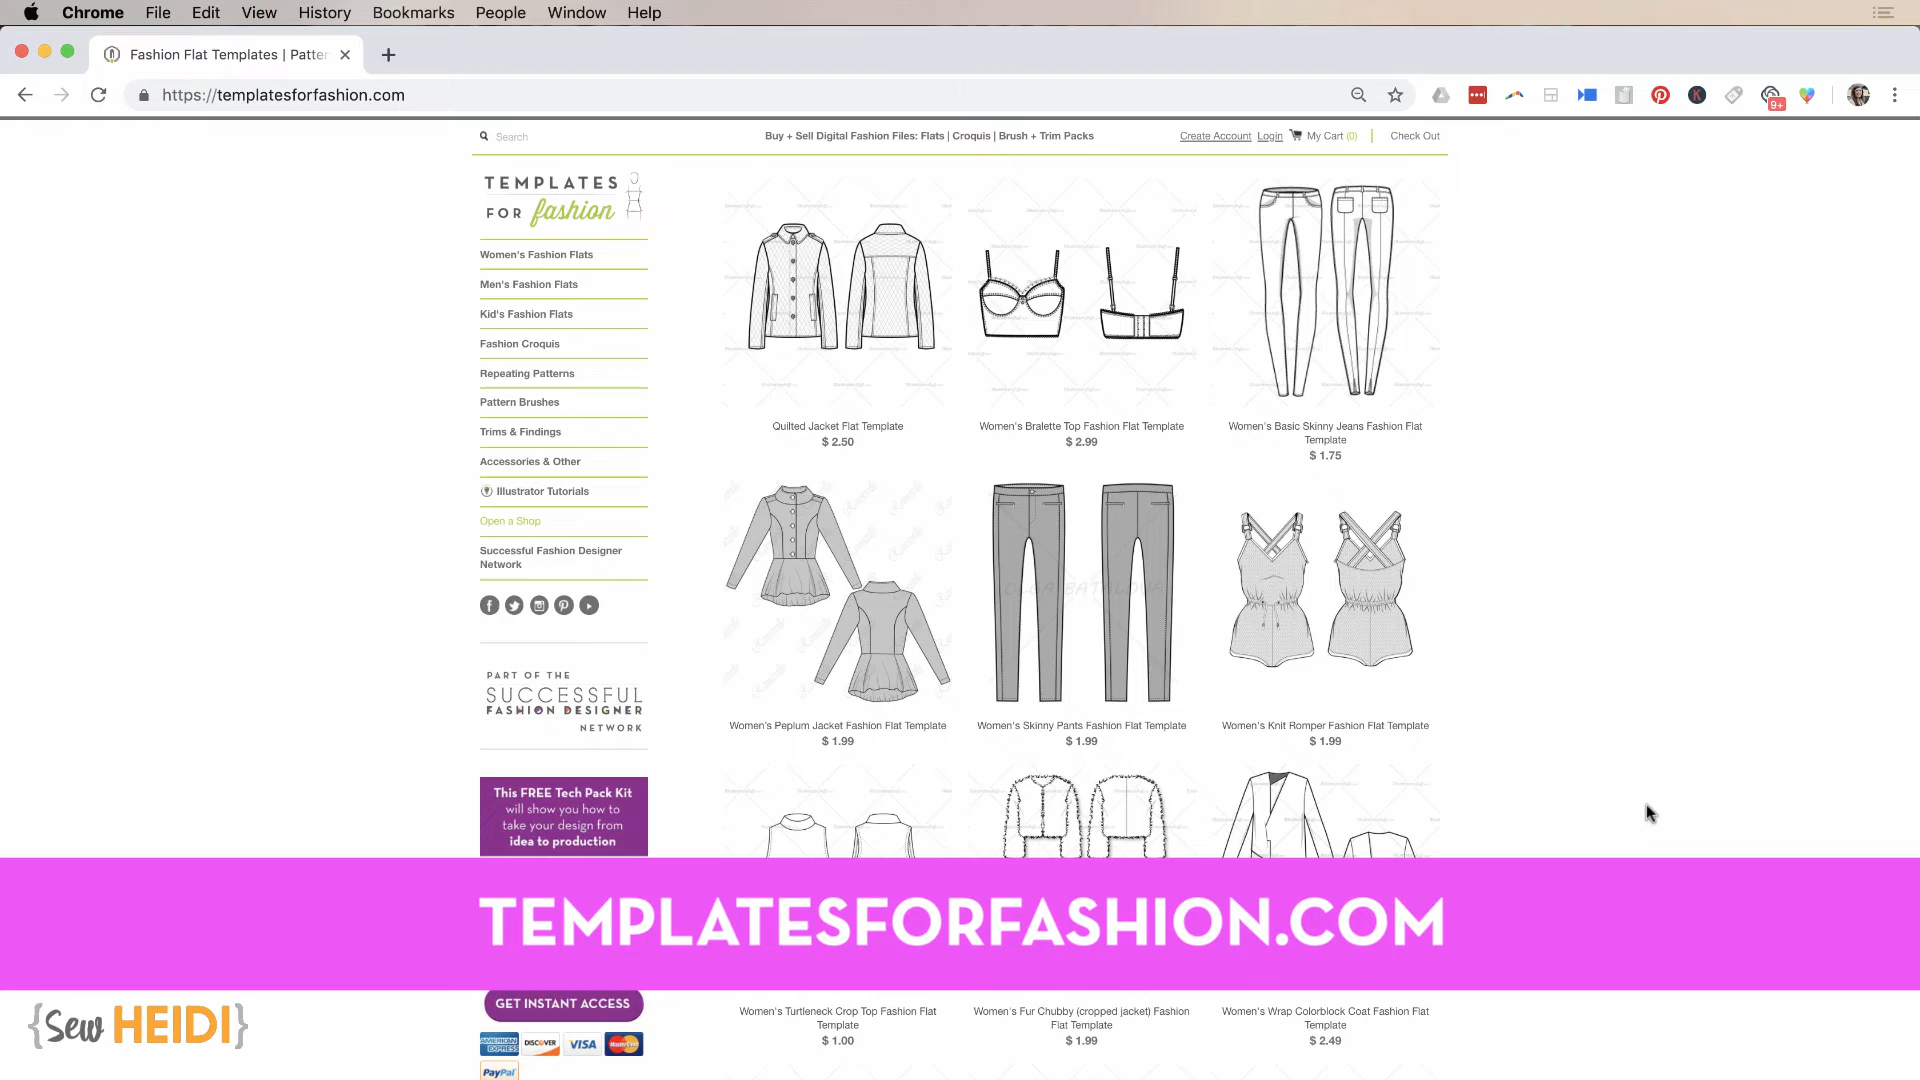 Chrome File Edit View History Bookmarks People Window Help
Fashion Flat Templates | Patter
https://templatesforfashion.com
9+
Search
Buy + Sell Digital Fashion Files: Flats | Croquis | Brush + Trim Packs
Create Account Login My Cart (0) | Check Out
TEMPLATES
FOR fashion
Women's Fashion Flats
Men's Fashion Flats
Kid's Fashion Flats
Fashion Croquis
Repeating Patterns
Pattern Brushes
Trims & Findings
Accessories & Other
Illustrator Tutorials
Open a Shop
Successful Fashion Designer
Network
PART OF THE
SUCCESSFUL
FASHION DESIGNER
NETWORK
This FREE Tech Pack Kit
will show you how to
take your design from
idea to production
Quilted Jacket Flat Template
$ 2.50
Women's Bralette Top Fashion Flat Template
$ 2.99
Women's Basic Skinny Jeans Fashion Flat
Template
$ 1.75
Women's Peplum Jacket Fashion Flat Template
$ 1.99
OLGA BATALOVA
Women's Skinny Pants Fashion Flat Template
$ 1.99
Women's Knit Romper Fashion Flat Template
$ 1.99
TEMPLATESFORFASHION.COM
{Sew HEIDI}
GET INSTANT ACCESS
AMERICAN EXPRESS
DISCOVER
VISA
MasterCard
PayPal
Women's Turtleneck Crop Top Fashion Flat
Template
$ 1.00
Women's Fur Chubby (cropped jacket) Fashion
Flat Template
$ 1.99
Women's Wrap Colorblock Coat Fashion Flat
Template
$ 2.49